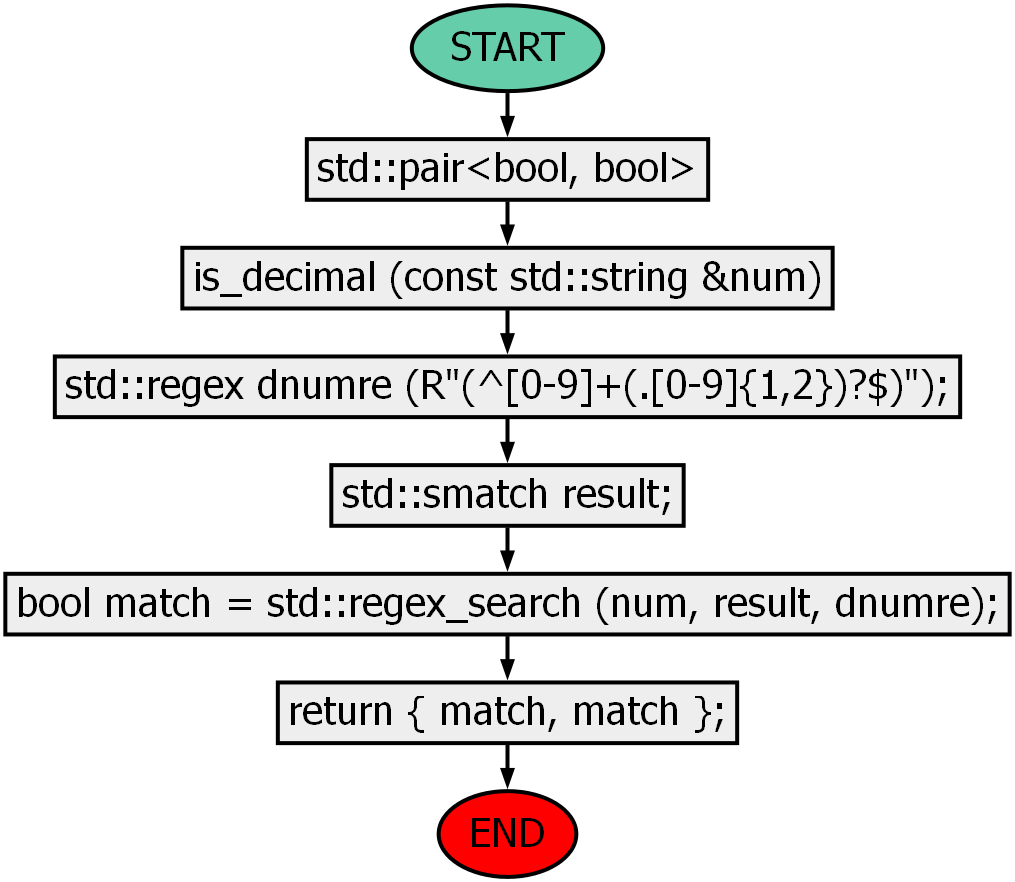 START
std::pair<bool, bool>
is_decimal (const std::string &num)
std::regex dnumre (R"(^[0-9]+(.[0-9]{1,2})?$)");
std::smatch result;
bool match = std::regex_search (num, result, dnumre);
return { match, match };
END